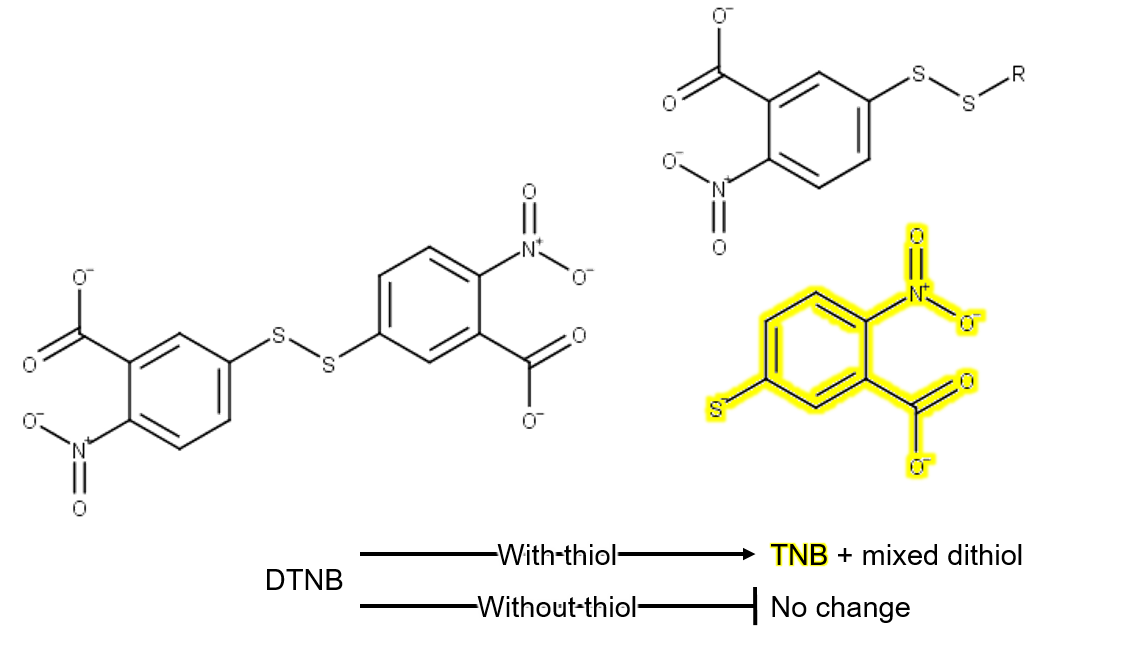 O⁻
O
S
S
R
O⁻
N⁺
O
O
N⁺
O⁻
O
N⁺
O⁻
O⁻
S
S
O
O
O⁻
N⁺
O
O⁻
S⁻
O
O⁻
With thiol
TNB + mixed dithiol
DTNB
Without thiol
No change